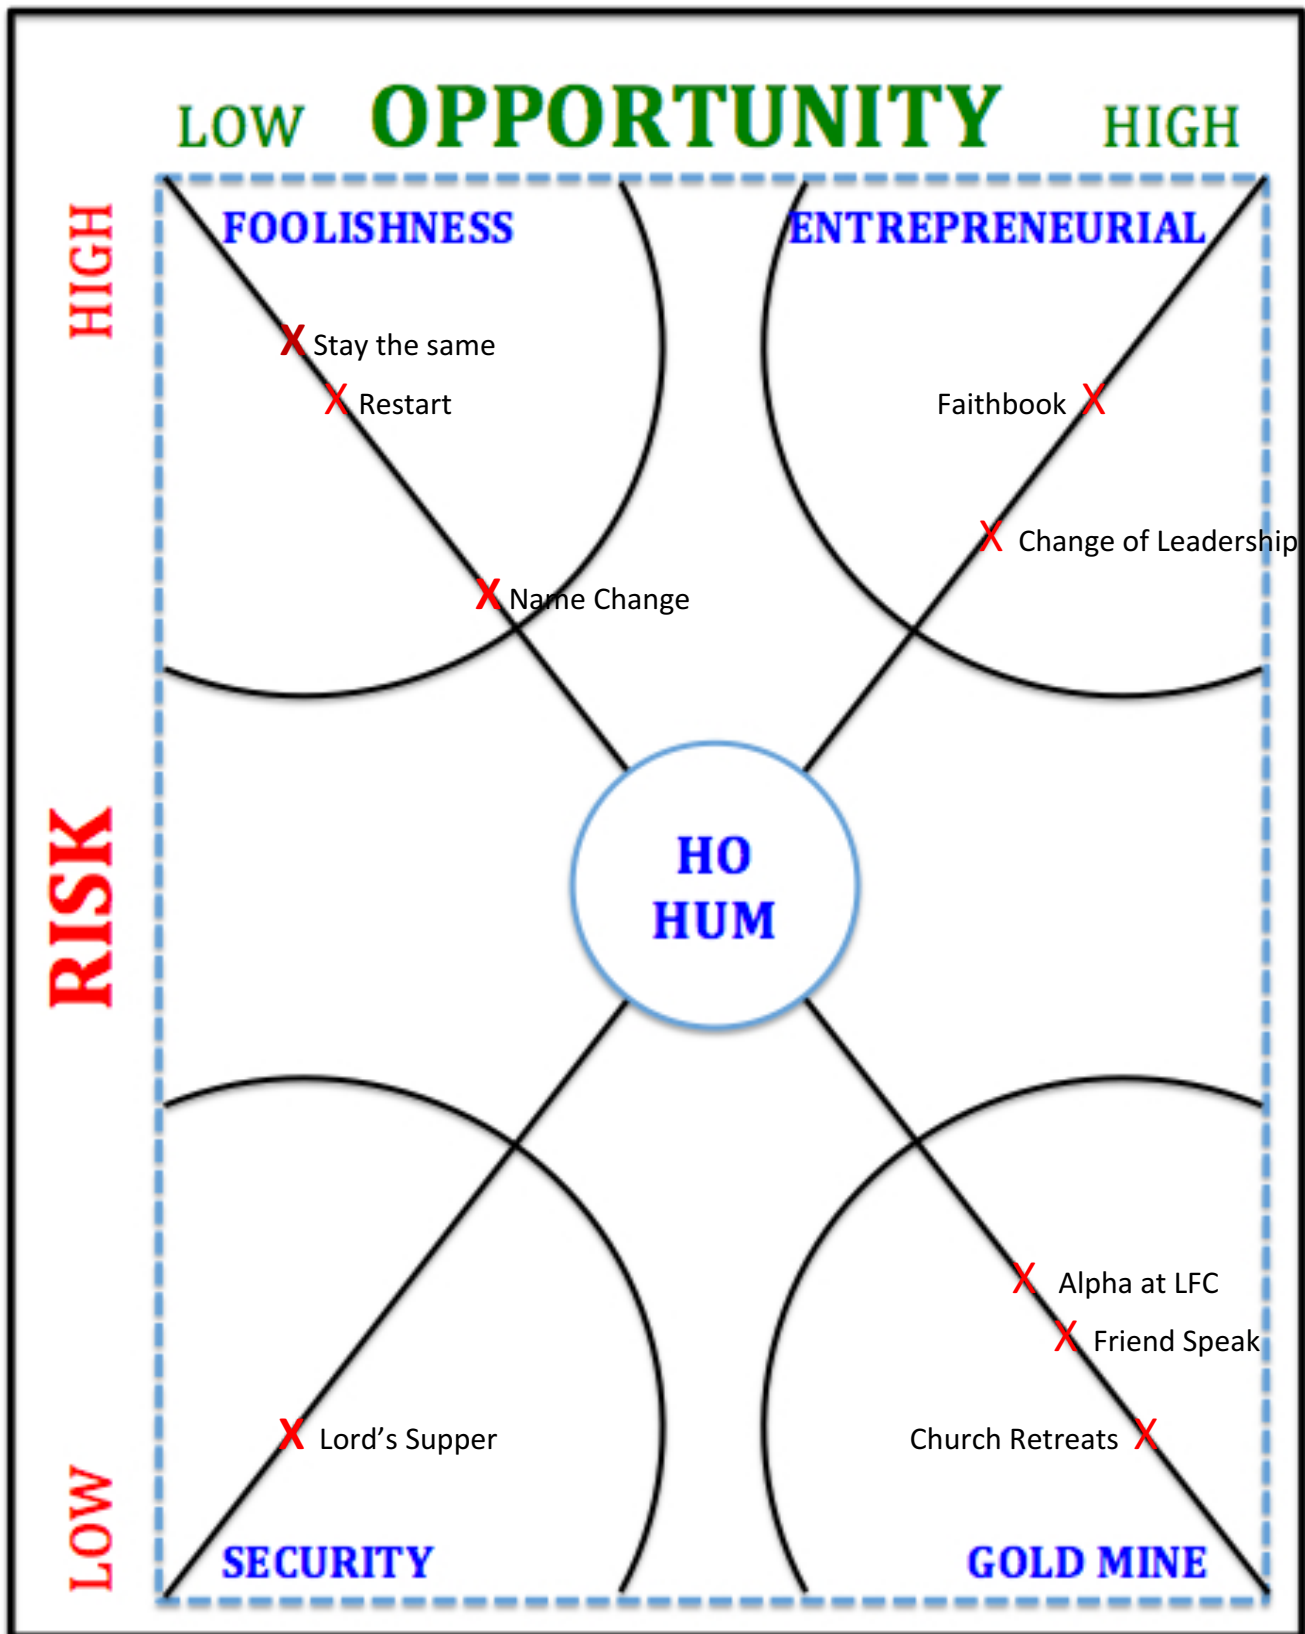 LOW OPPORTUNITY HIGH
HIGH
FOOLISHNESS
ENTREPRENEURIAL
Stay the same
Restart
Faithbook
Change of Leadership
Name Change
RISK
HO
HUM
Alpha at LFC
Friend Speak
Lord’s Supper
Church Retreats
LOW
SECURITY
GOLD MINE